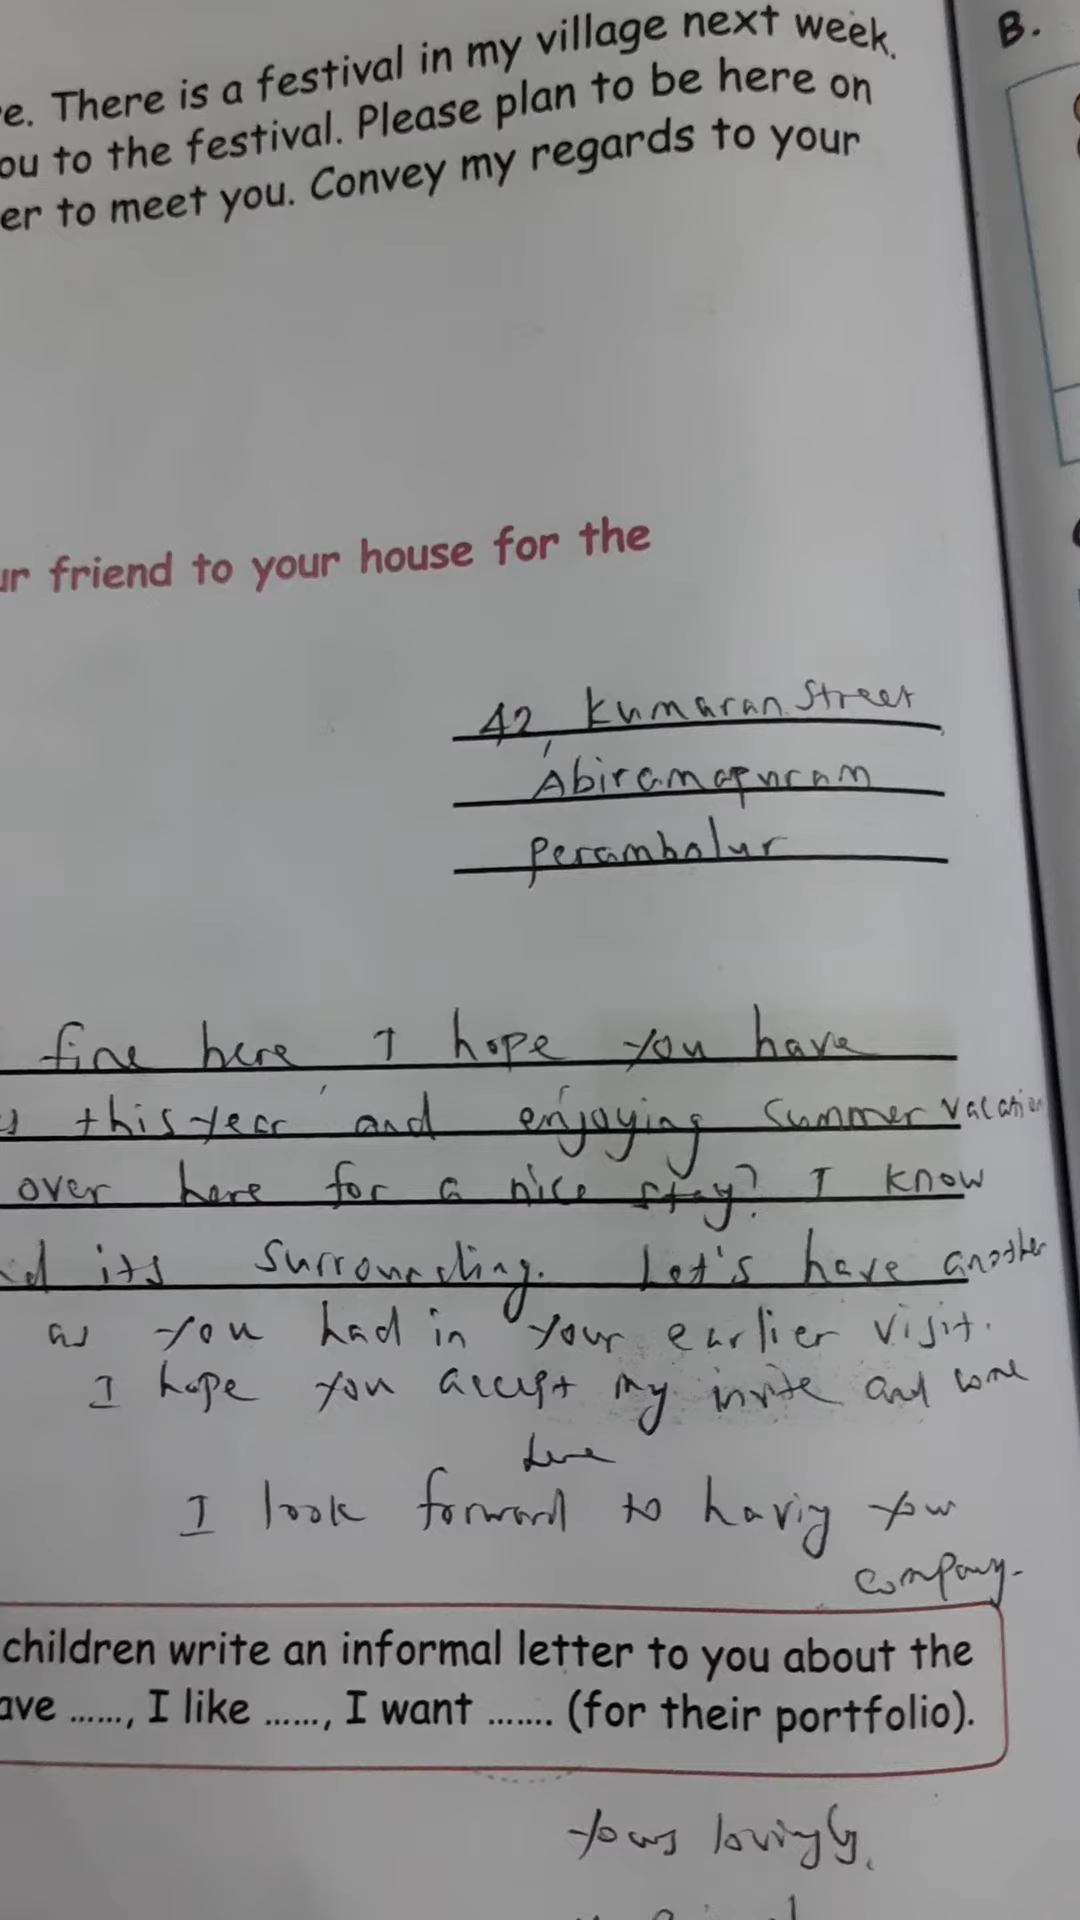 B.
e. There is a festival in my village next week.
ou to the festival. Please plan to be here on
er to meet you. Convey my regards to your
ur friend to your house for the
42, Kumaran Street
Abiramapuram
Perambalur
fine here, I hope you have
this year and enjoying Summer vacation
over here for a nice stay? I know
its surrounding. Let's have another
as you had in your earlier visit.
I hope you accept my invite and come
I look forward to having your
company.
children write an informal letter to you about the
ave ......, I like ......, I want ....... (for their portfolio).
Yours lovingly,